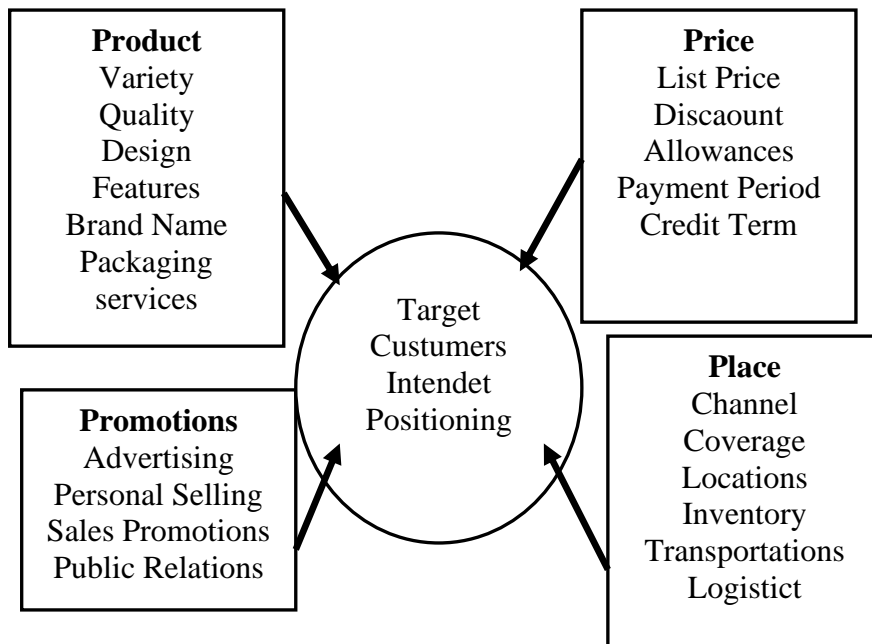 Product
Variety
Quality
Design
Features
Brand Name
Packaging
services
Price
List Price
Discaount
Allowances
Payment Period
Credit Term
Target
Custumers
Intendet
Positioning
Promotions
Advertising
Personal Selling
Sales Promotions
Public Relations
Place
Channel
Coverage
Locations
Inventory
Transportations
Logistict